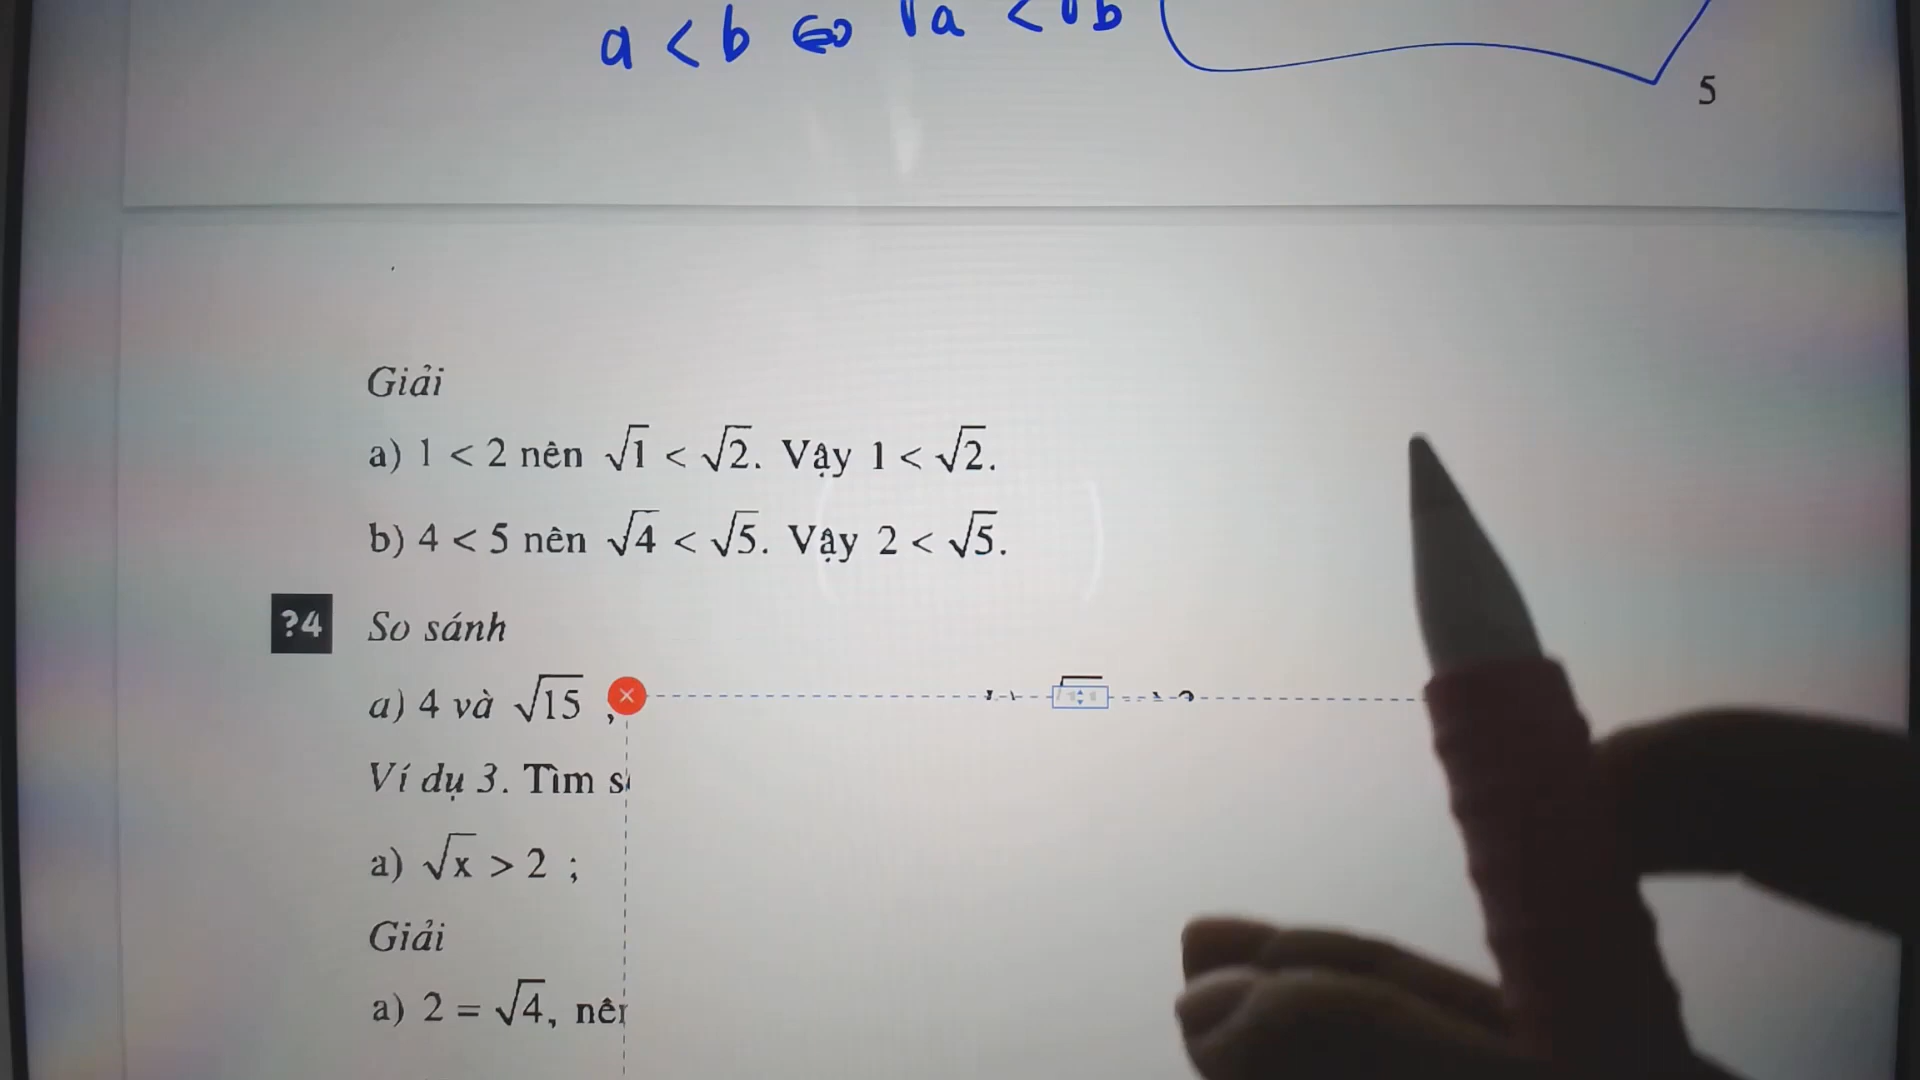 a < b ⇔ √a < √b
5
Giải
a) 1 < 2 nên √1 < √2. Vậy 1 < √2.
b) 4 < 5 nên √4 < √5. Vậy 2 < √5.
?4 So sánh
a) 4 và √15 ;
Ví dụ 3. Tìm
a) √x > 2 ;
Giải
a) 2 = √4,